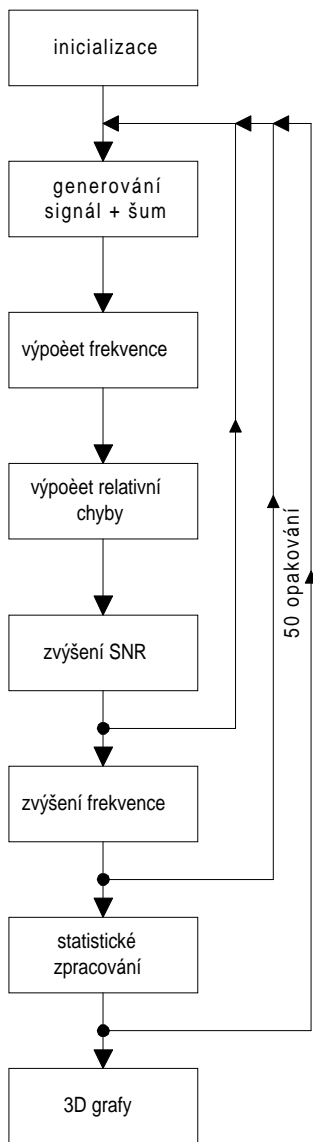 inicializace
generování
signál + šum
výpoèet frekvence
výpoèet relativní
chyby
zvýšení SNR
50 opakování
zvýšení frekvence
statistické
zpracování
3D grafy